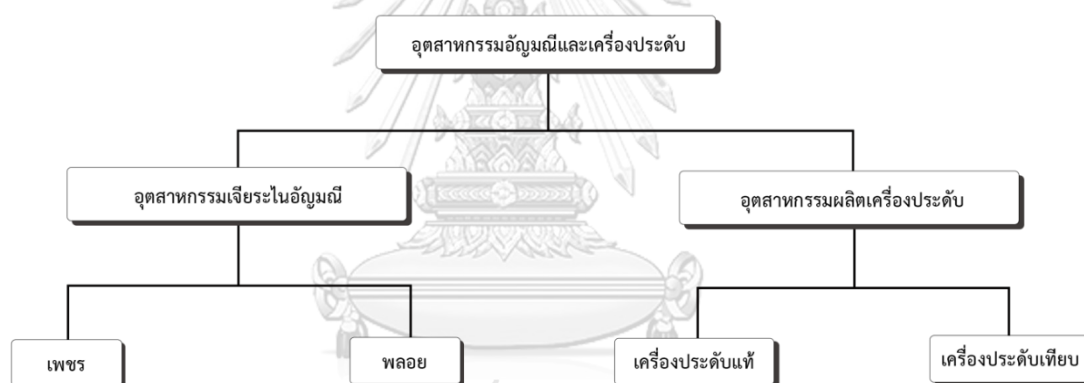 อุตสาหกรรมอัญมณีและเครื่องประดับ
อุตสาหกรรมเจียระไนอัญมณี
อุตสาหกรรมผลิตเครื่องประดับ
เพชร
พลอย
เครื่องประดับแท้
เครื่องประดับเทียบ